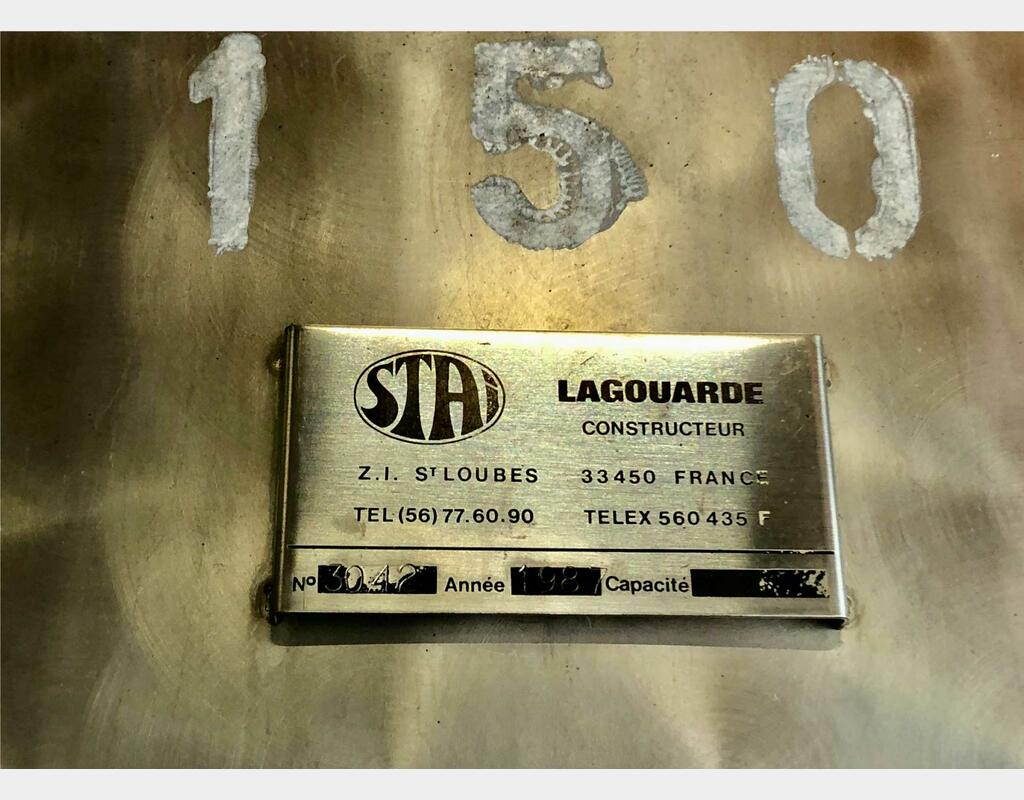 150
STAi
LAGOUARDE
CONSTRUCTEUR
Z.I. ST LOUBES 33450 FRANCE
TEL (56) 77.60.90 TELEX 560 435 F
No 3042 Année 1987 Capacité